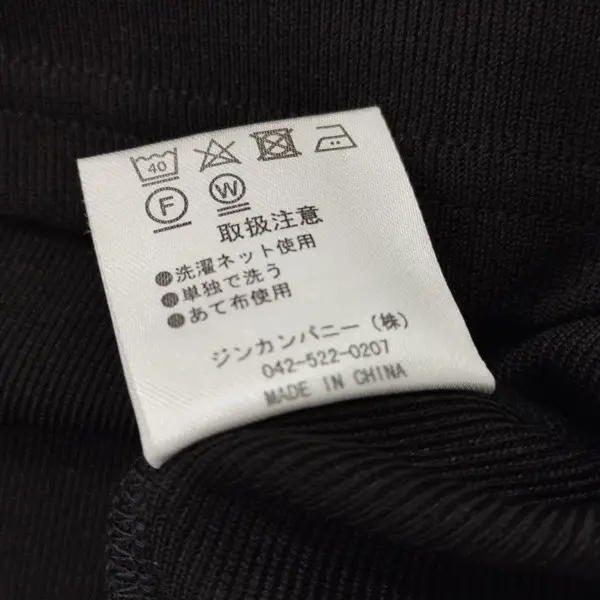 40
F W
取扱注意
●洗濯ネット使用
●単独で洗う
●あて布使用
ジンカンパニー(株)
042-522-0207
MADE IN CHINA